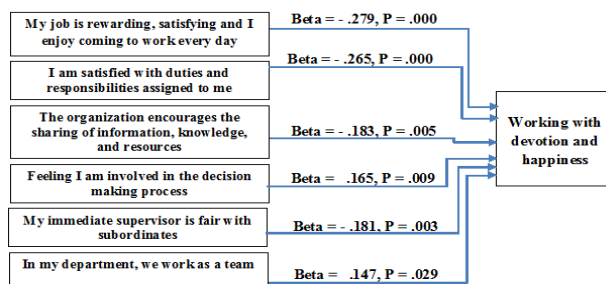 My job is rewarding, satisfying and I
enjoy coming to work every day
Beta = - .279, P = .000
I am satisfied with duties and
responsibilities assigned to me
Beta = - .265, P = .000
The organization encourages the
sharing of information, knowledge,
and resources
Beta = - .183, P = .005
Feeling I am involved in the decision
making process
Beta = .165, P = .009
My immediate supervisor is fair with
subordinates
Beta = - .181, P = .003
In my department, we work as a team
Beta = .147, P = .029
Working with
devotion and
happiness